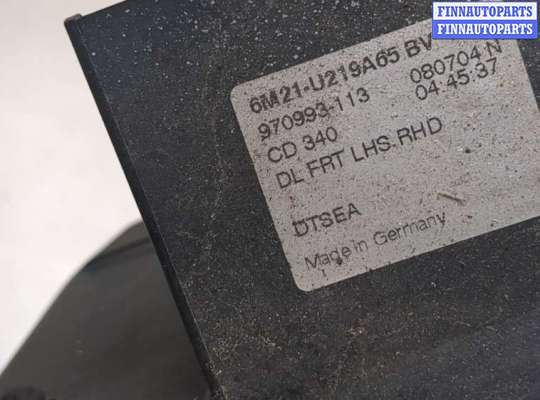 FINNAUTOPARTS
FINNAUTOPARTS
6M21-U219A65 BV
970993-113 080704 N
CD 340 04:45:37
DL FRT LHS RHD
DTSEA
Made in Germany